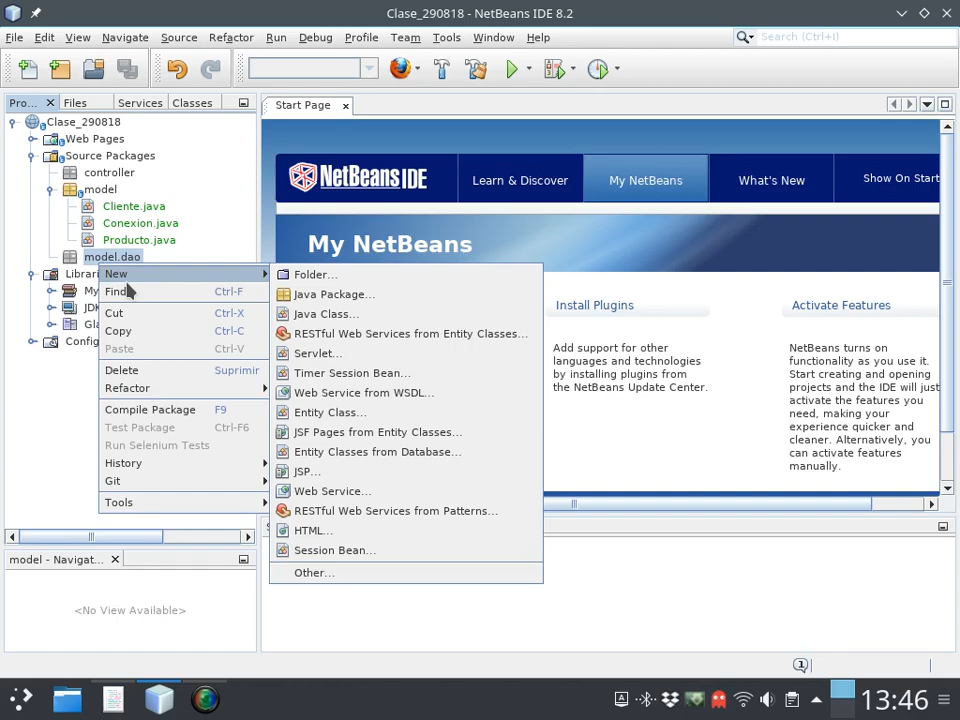 Clase_290818 - NetBeans IDE 8.2
File Edit View Navigate Source Refactor Run Debug Profile Team Tools Window Help
Search (Ctrl+I)
Pro... Files Services Classes
Start Page
Clase_290818
Web Pages
Source Packages
controller
model
Cliente.java
Conexion.java
Producto.java
model.dao
Librari
My
JDK
Gla
Config
NetBeans IDE
Learn & Discover
My NetBeans
What's New
Show On Start
My NetBeans
Install Plugins
Add support for other
languages and technologies
by installing plugins from
the NetBeans Update Center.
Activate Features
NetBeans turns on
functionality as you use it.
Start creating and opening
projects and the IDE will just
activate the features you
need, making your
experience quicker and
cleaner. Alternatively, you
can activate features
manually.
New
Find Ctrl-F
Cut Ctrl-X
Copy Ctrl-C
Paste Ctrl-V
Delete Suprimir
Refactor
Compile Package F9
Test Package Ctrl-F6
Run Selenium Tests
History
Git
Tools
Folder...
Java Package...
Java Class...
RESTful Web Services from Entity Classes...
Servlet...
Timer Session Bean...
Web Service from WSDL...
Entity Class...
JSF Pages from Entity Classes...
Entity Classes from Database...
JSP...
Web Service...
RESTful Web Services from Patterns...
HTML...
Session Bean...
Other...
model - Navigat...
<No View Available>
1
13:46